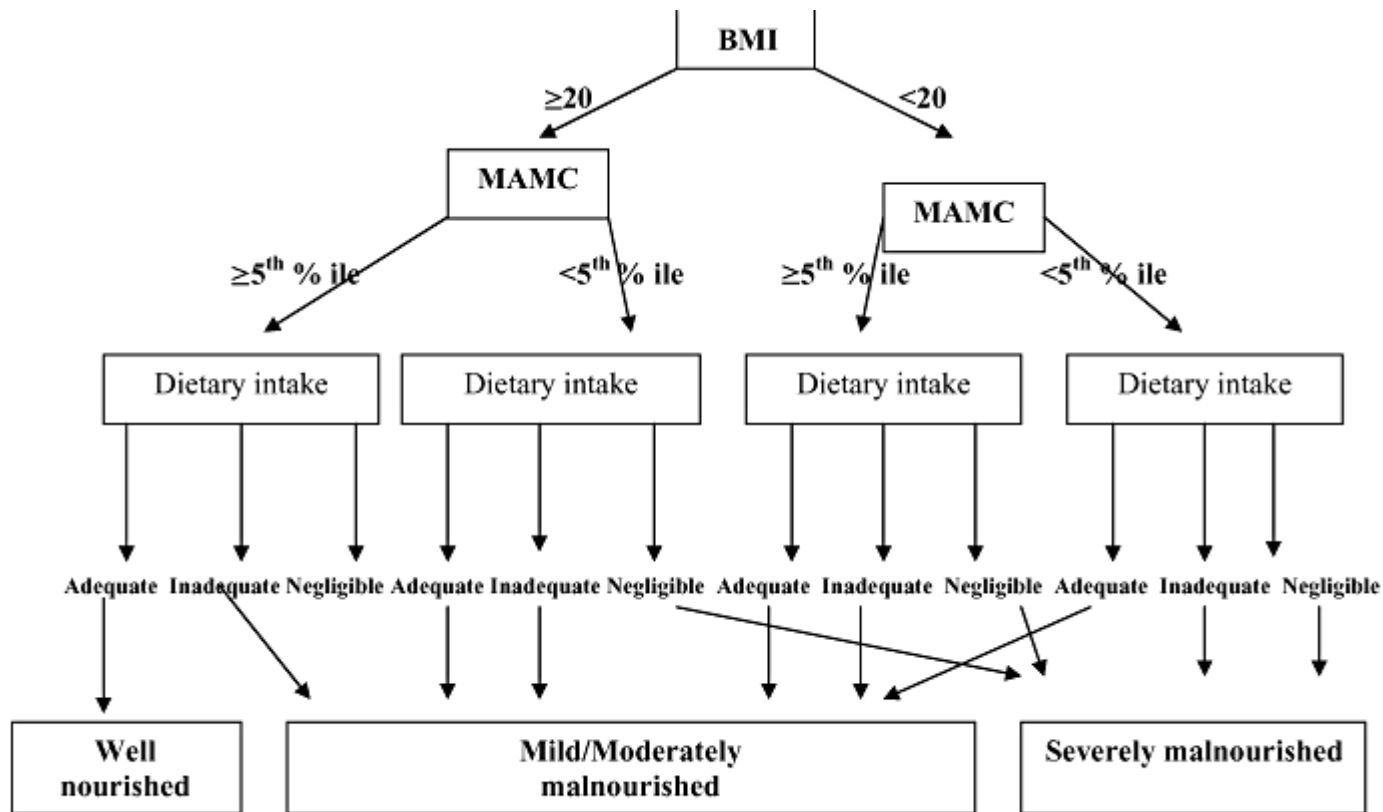 BMI
≥20 <20
MAMC
MAMC
≥5th % ile <5th % ile ≥5th % ile <5th % ile
Dietary intake Dietary intake Dietary intake Dietary intake
Adequate Inadequate Negligible Adequate Inadequate Negligible Adequate Inadequate Negligible Adequate Inadequate Negligible
Well Mild/Moderately Severely malnourished
nourished malnourished